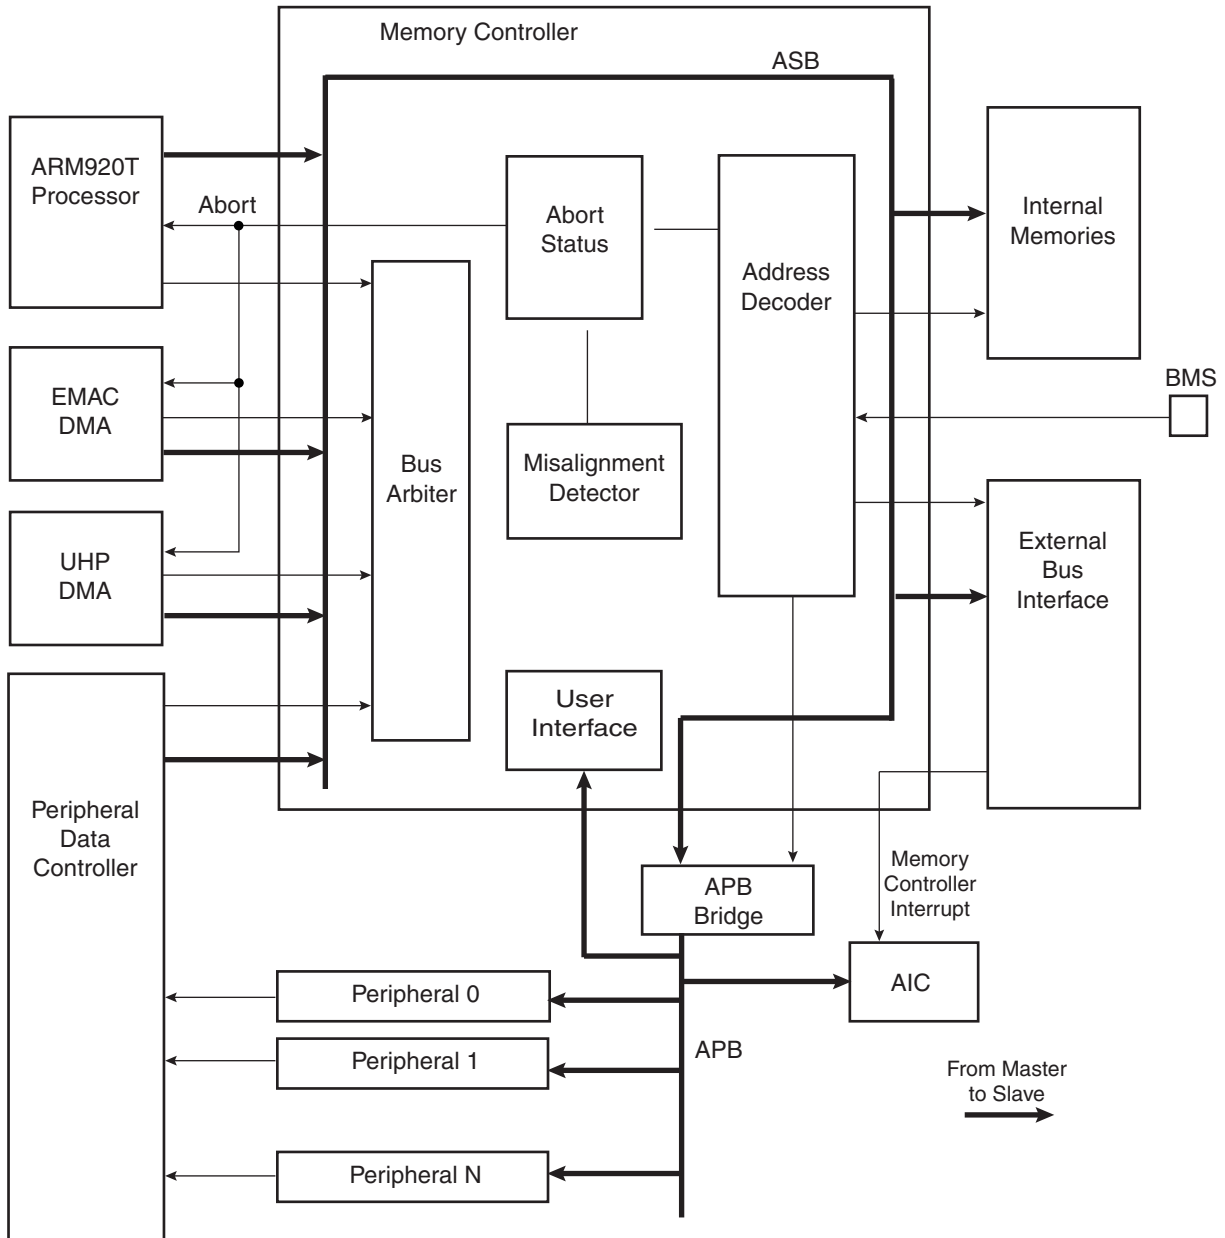 Memory Controller
ASB
ARM920T
Processor
Abort
Abort
Status
Address
Decoder
Internal
Memories
BMS
EMAC
DMA
Bus
Arbiter
Misalignment
Detector
UHP
DMA
External
Bus
Interface
User
Interface
Peripheral
Data
Controller
APB
Bridge
Memory
Controller
Interrupt
AIC
Peripheral 0
APB
Peripheral 1
From Master
to Slave
Peripheral N